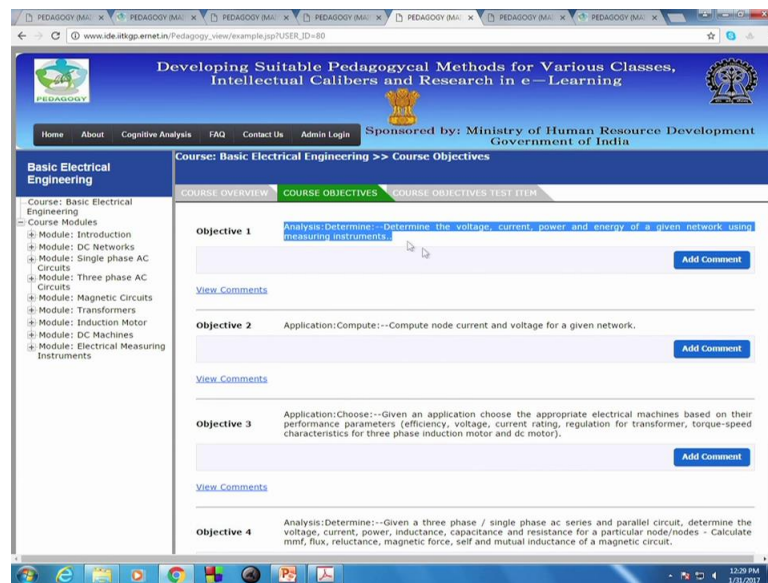 PEDAGOGY (MA
PEDAGOGY (MA
PEDAGOGY (MA
PEDAGOGY (MA
PEDAGOGY (MA
PEDAGOGY (MA
PEDAGOGY (MA
www.ide.iitkgp.ernet.in/Pedagogy_view/example.jsp?USER_ID=80
PEDAGOGY
Developing Suitable Pedagogycal Methods for Various Classes,
Intellectual Calibers and Research in e—Learning
Home About Cognitive Analysis FAQ Contact Us Admin Login
Sponsored by: Ministry of Human Resource Development
Government of India
Basic Electrical
Engineering
Course: Basic Electrical
Engineering
Course Modules
Module: Introduction
Module: DC Networks
Module: Single phase AC
Circuits
Module: Three phase AC
Circuits
Module: Magnetic Circuits
Module: Transformers
Module: Induction Motor
Module: DC Machines
Module: Electrical Measuring
Instruments
Course: Basic Electrical Engineering >> Course Objectives
COURSE OVERVIEW COURSE OBJECTIVES COURSE OBJECTIVES TEST ITEM
Objective 1
Analysis:Determine:--Determine the voltage, current, power and energy of a given network using
measuring instruments..
Add Comment
View Comments
Objective 2
Application:Compute:--Compute node current and voltage for a given network.
Add Comment
View Comments
Objective 3
Application:Choose:--Given an application choose the appropriate electrical machines based on their
performance parameters (efficiency, voltage, current rating, regulation for transformer, torque-speed
characteristics for three phase induction motor and dc motor).
Add Comment
View Comments
Objective 4
Analysis:Determine:--Given a three phase / single phase ac series and parallel circuit, determine the
voltage, current, power, inductance, capacitance and resistance for a particular node/nodes - Calculate
mmf, flux, reluctance, magnetic force, self and mutual inductance of a magnetic circuit.
12:29 PM
1/31/2017